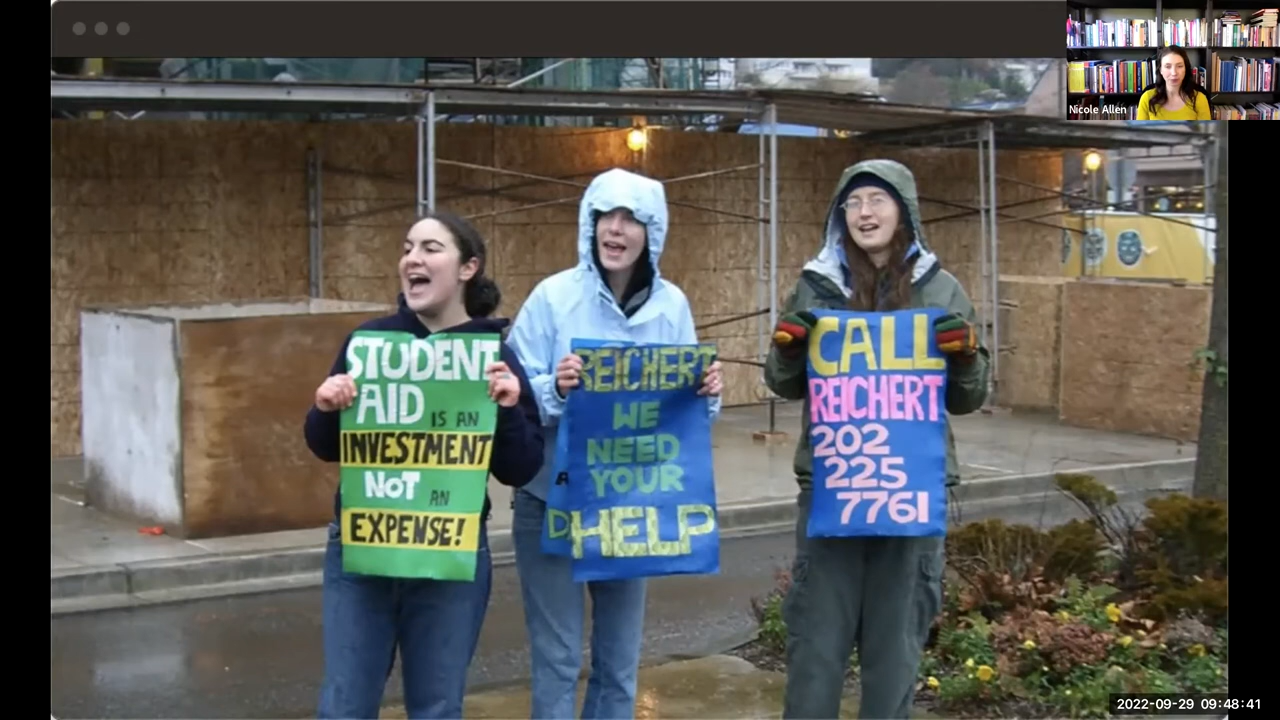 Nicole Allen
STUDENT
AID IS AN
INVESTMENT
NOT AN
EXPENSE!
REICHERT
WE
NEED
YOUR
HELP
CALL
REICHERT
202
225
7761
2022-09-29 09:48:41